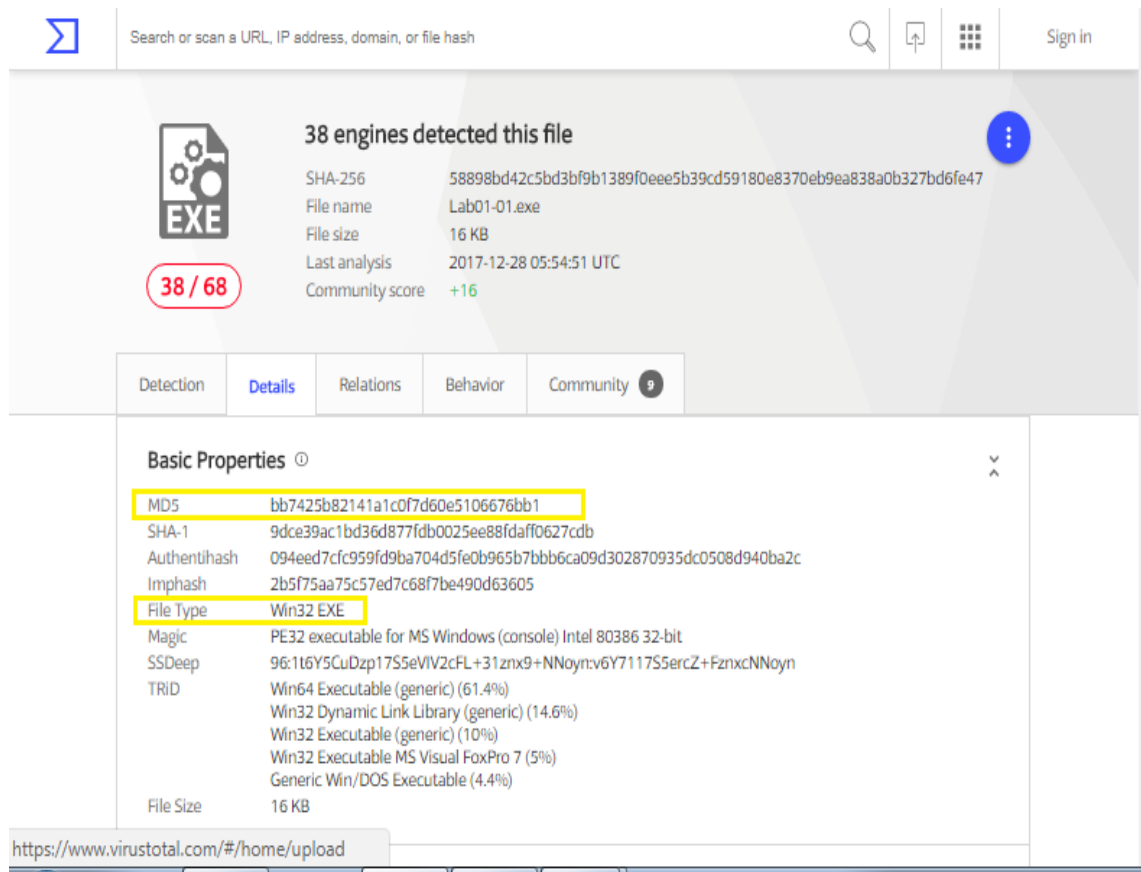 Search or scan a URL, IP address, domain, or file hash
Sign in
38 engines detected this file
SHA-256 58898bd42c5bd3bf9b1389f0eee5b39cd59180e8370eb9ea838a0b327bd6fe47
File name Lab01-01.exe
File size 16 KB
Last analysis 2017-12-28 05:54:51 UTC
Community score +16
EXE
38 / 68
Detection Details Relations Behavior Community 9
Basic Properties
MD5 bb7425b82141a1c0f7d60e5106676bb1
SHA-1 9dce39ac1bd36d877fdb0025ee88fdaff0627cdb
Authentihash 094eed7cfc959fd9ba704d5fe0b965b7bbb6ca09d302870935dc0508d940ba2c
Imphash 2b5f75aa75c57ed7c68f7be490d63605
File Type Win32 EXE
Magic PE32 executable for MS Windows (console) Intel 80386 32-bit
SSDeep 96:1t6Y5CuDzp17S5eVIV2cFL+31znx9+NNoyn:v6Y7117S5ercZ+FznxcNNoyn
TRiD Win64 Executable (generic) (61.4%)
Win32 Dynamic Link Library (generic) (14.6%)
Win32 Executable (generic) (10%)
Win32 Executable MS Visual FoxPro 7 (5%)
Generic Win/DOS Executable (4.4%)
File Size 16 KB
https://www.virustotal.com/#/home/upload